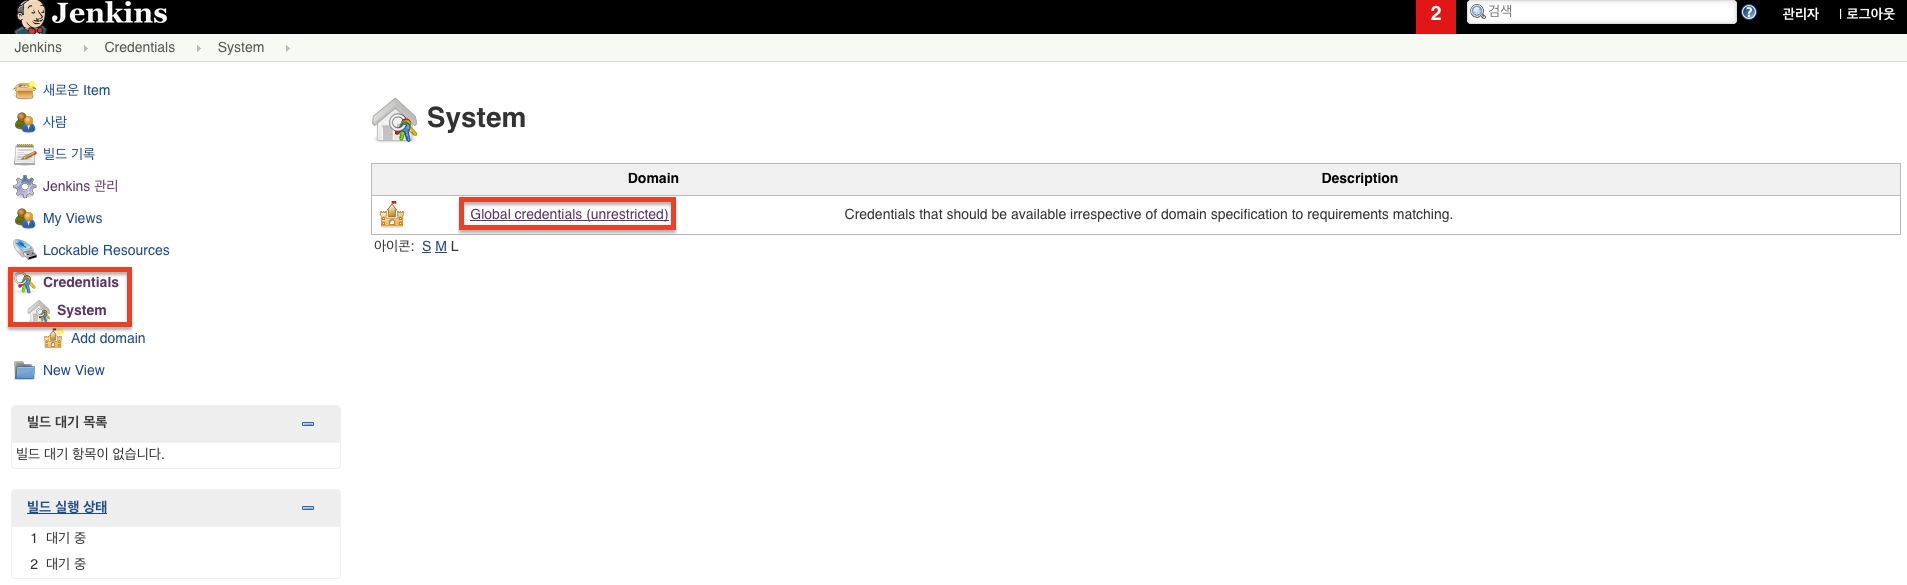 Jenkins
2
검색
관리자
| 로그아웃
Jenkins Credentials System
새로운 Item
사람
빌드 기록
Jenkins 관리
My Views
Lockable Resources
Credentials
System
Add domain
New View
빌드 대기 목록
빌드 대기 항목이 없습니다.
빌드 실행 상태
1 대기 중
2 대기 중
System
Domain Description
Global credentials (unrestricted) Credentials that should be available irrespective of domain specification to requirements matching.
아이콘: S M L